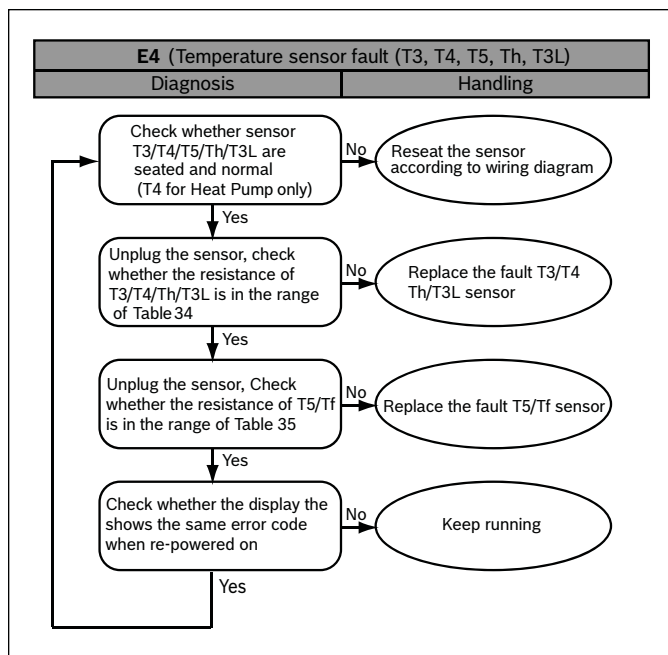 E4 (Temperature sensor fault (T3, T4, T5, Th, T3L)
Diagnosis
Handling
Check whether sensor
T3/T4/T5/Th/T3L are
seated and normal
(T4 for Heat Pump only)
No
Reseat the sensor
according to wiring diagram
Yes
Unplug the sensor, check
whether the resistance of
T3/T4/Th/T3L is in the range
of Table 34
No
Replace the fault T3/T4
Th/T3L sensor
Yes
Unplug the sensor, Check
whether the resistance of T5/Tf
is in the range of Table 35
No
Replace the fault T5/Tf sensor
Yes
Check whether the display the
shows the same error code
when re-powered on
No
Keep running
Yes